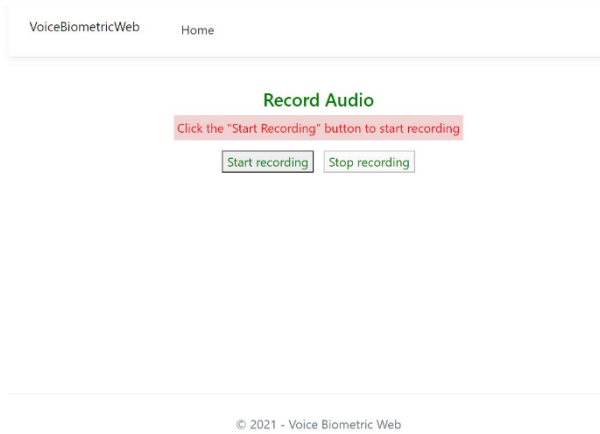 VoiceBiometricWeb Home
Record Audio
Click the "Start Recording" button to start recording
Start recording Stop recording
© 2021 - Voice Biometric Web